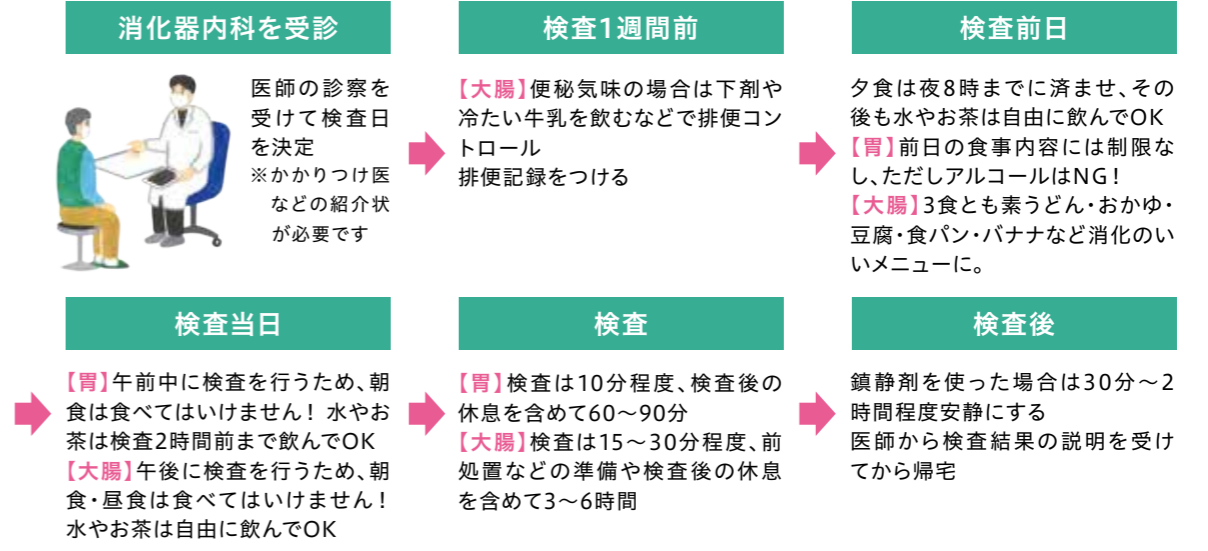 消化器内科を受診
医師の診察を
受けて検査日
を決定
※かかりつけ医
などの紹介状
が必要です
検査1週間前
【大腸】便秘気味の場合は下剤や
冷たい牛乳を飲むなどで排便コン
トロール
排便記録をつける
検査前日
夕食は夜8時までに済ませ、その
後も水やお茶は自由に飲んでOK
【胃】前日の食事内容には制限な
し、ただしアルコールはNG！
【大腸】3食とも素うどん・おかゆ・
豆腐・食パン・バナナなど消化のい
いメニューに。
検査当日
【胃】午前中に検査を行うため、朝
食は食べてはいけません！ 水やお
茶は検査2時間前まで飲んでOK
【大腸】午後に検査を行うため、朝
食・昼食は食べてはいけません！
水やお茶は自由に飲んでOK
検査
【胃】検査は10分程度、検査後の
休息を含めて60〜90分
【大腸】検査は15〜30分程度、前
処置などの準備や検査後の休息
を含めて3〜6時間
検査後
鎮静剤を使った場合は30分〜2
時間程度安静にする
医師から検査結果の説明を受け
てから帰宅